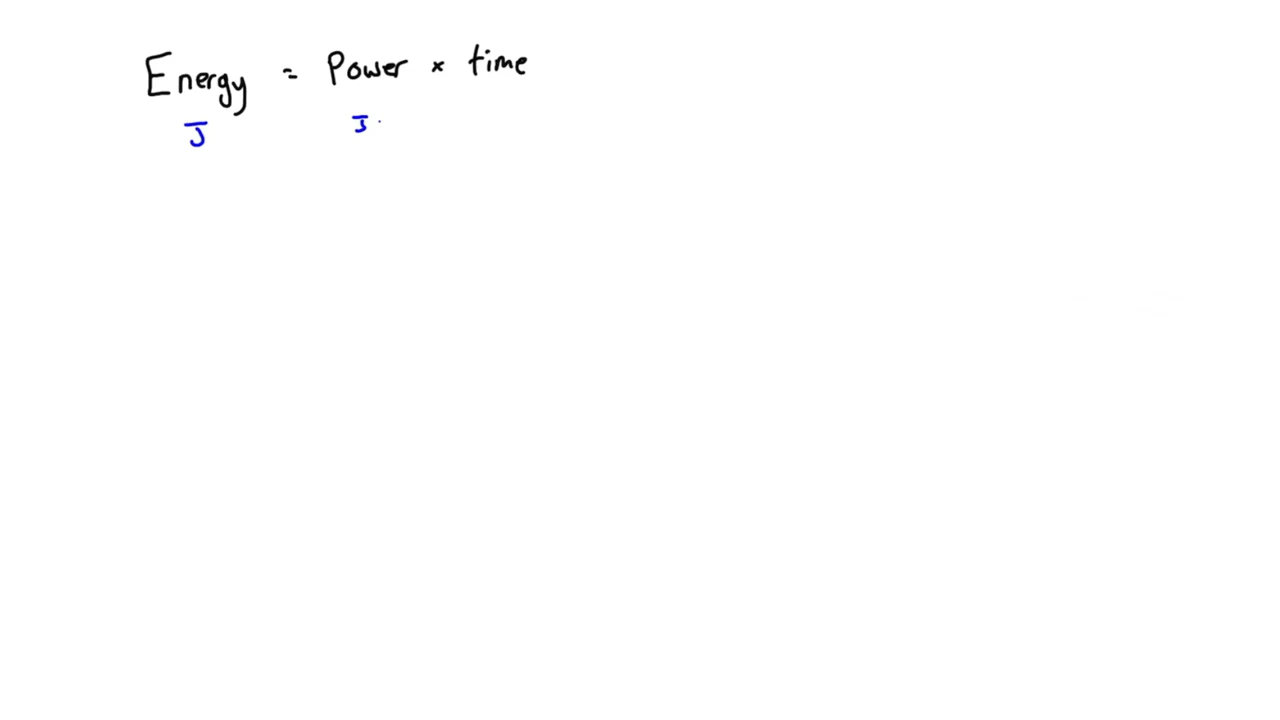 Energy = Power × time
J J .